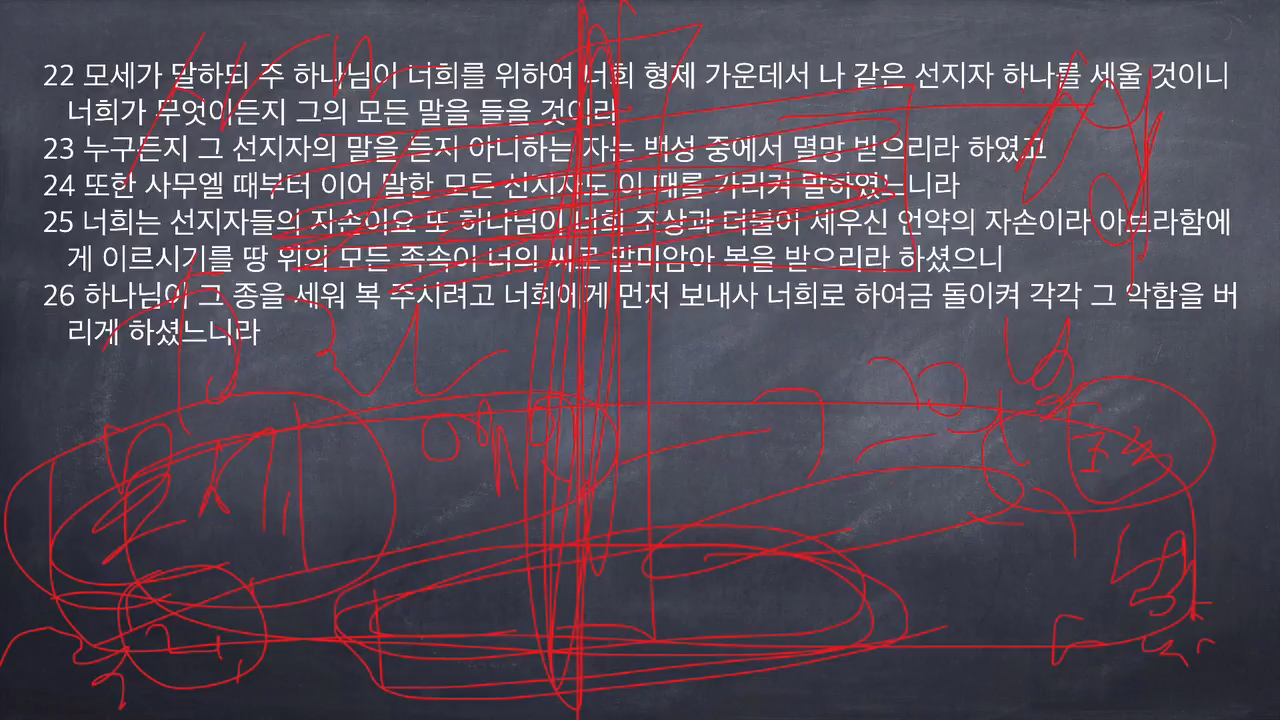 22 모세가 말하되 주 하나님이 너희를 위하여 너희 형제 가운데서 나 같은 선지자 하나를 세울 것이니
너희가 무엇이든지 그의 모든 말을 들을 것이라
23 누구든지 그 선지자의 말을 듣지 아니하는 자는 백성 중에서 멸망 받으리라 하였고
24 또한 사무엘 때부터 이어 말한 모든 선지자도 이 때를 가리켜 말하였느니라
25 너희는 선지자들의 자손이요 또 하나님이 너희 조상과 더불어 세우신 언약의 자손이라 아브라함에
게 이르시기를 땅 위의 모든 족속이 너의 씨로 말미암아 복을 받으리라 하셨으니
26 하나님이 그 종을 세워 복 주시려고 너희에게 먼저 보내사 너희로 하여금 돌이켜 각각 그 악함을 버
리게 하셨느니라